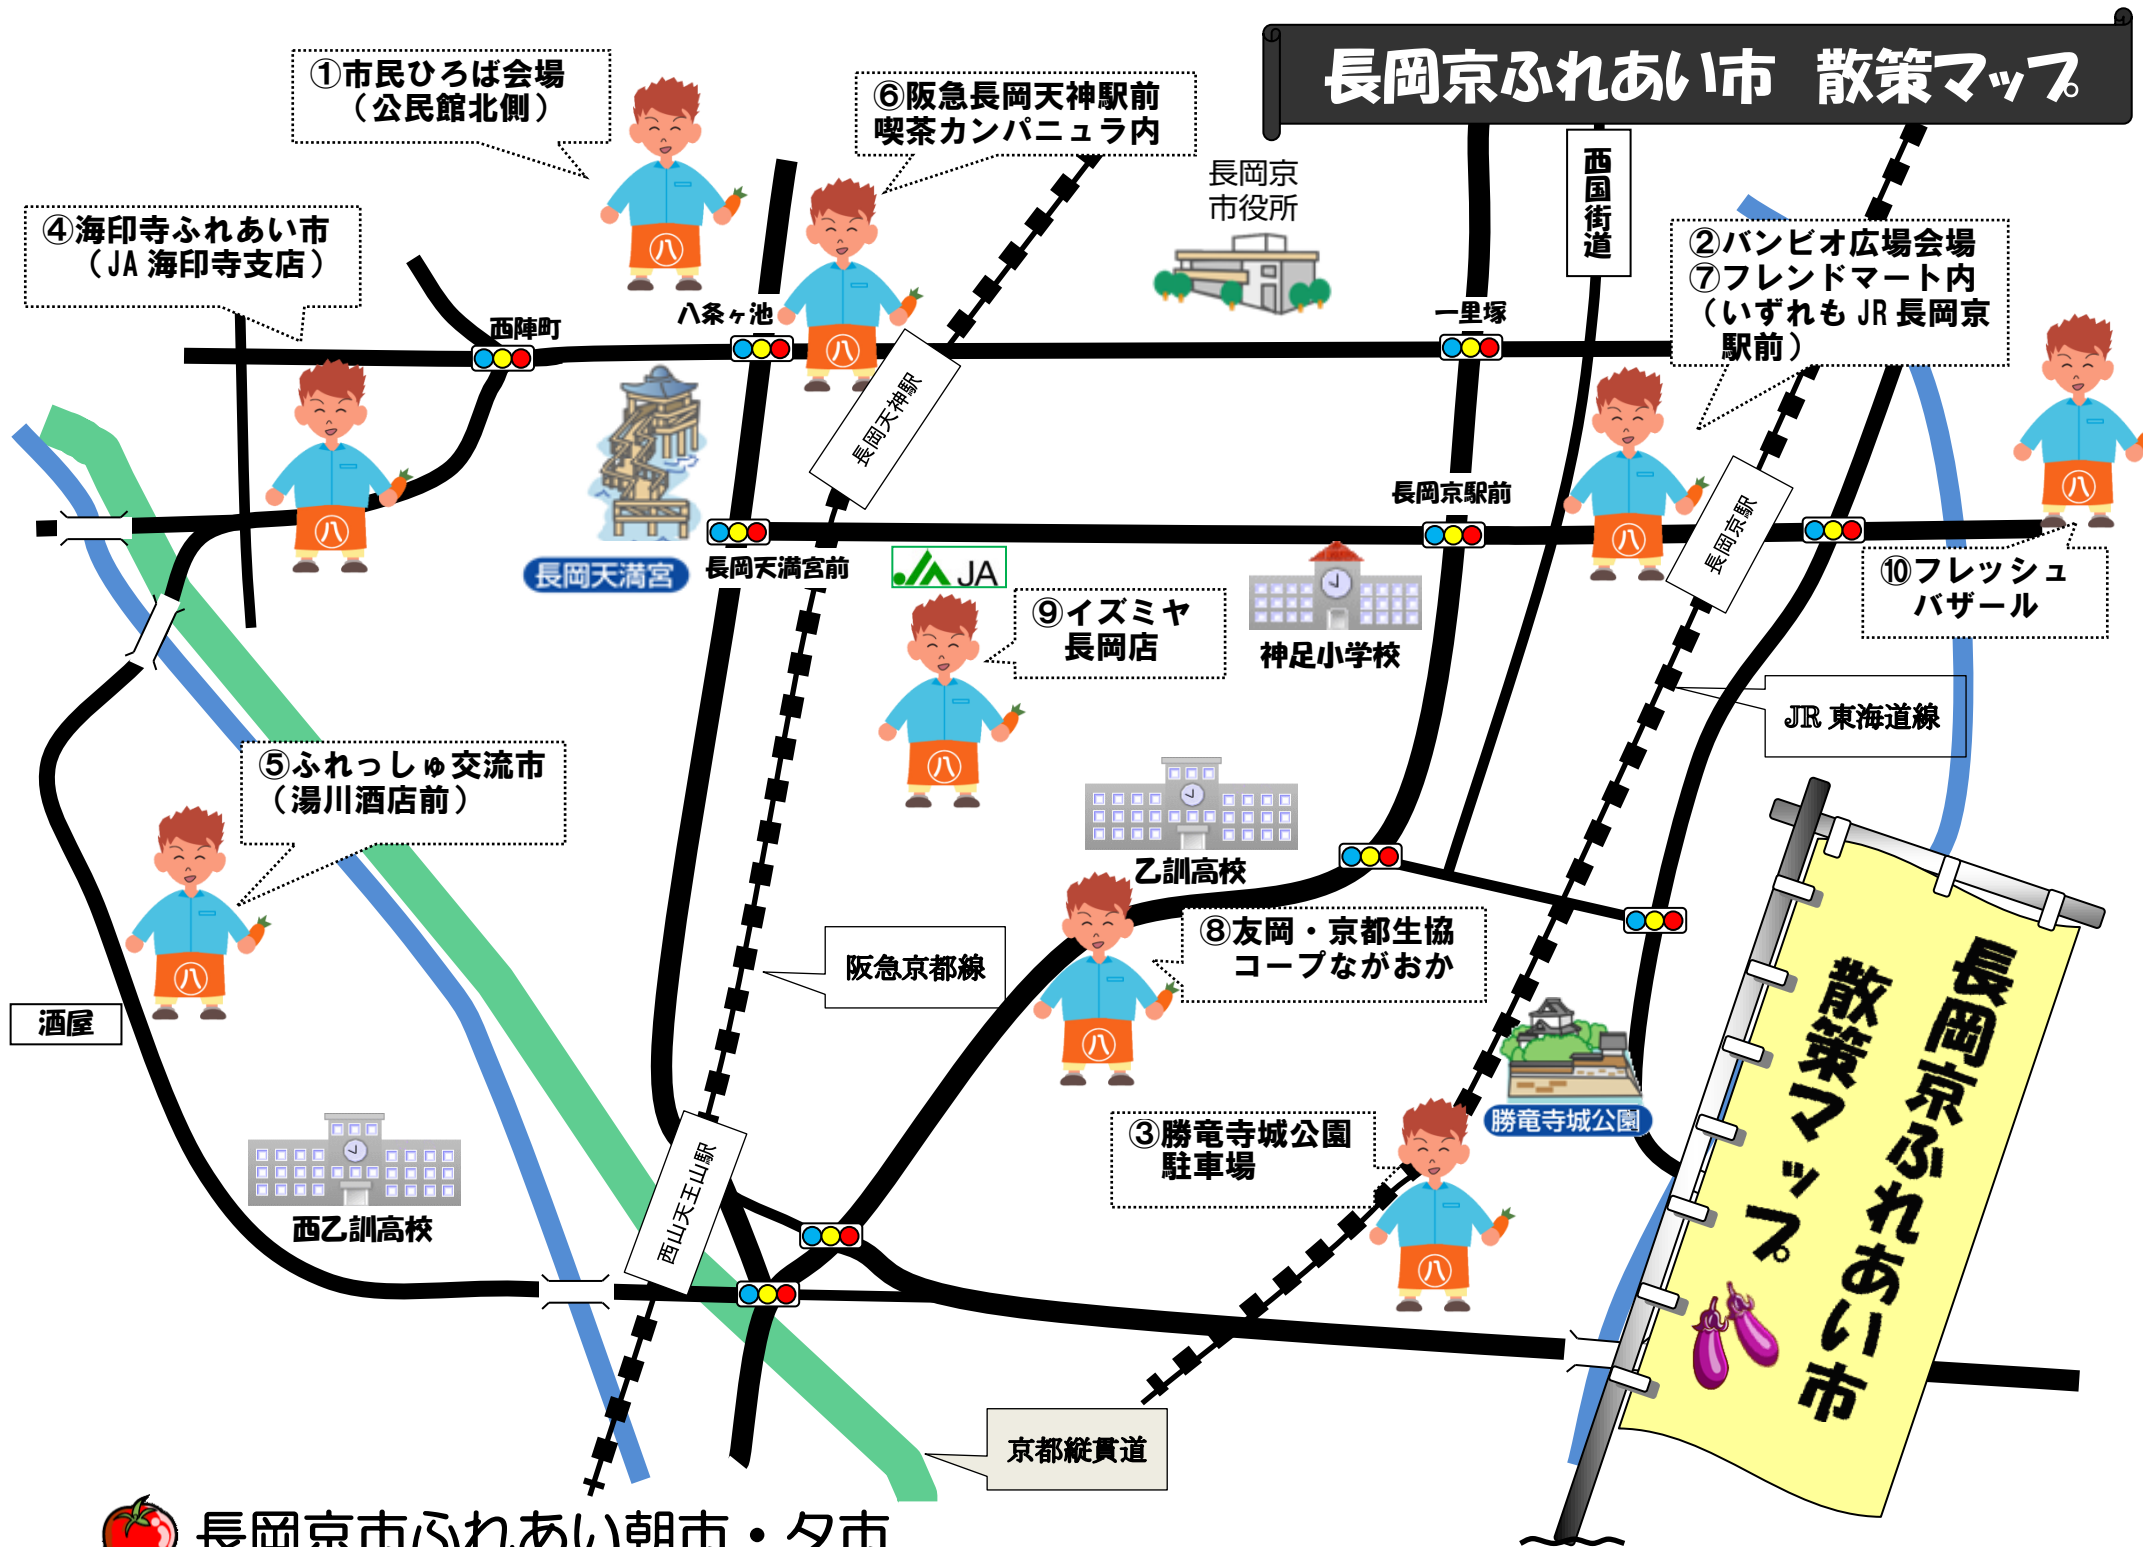 長岡京ふれあい市 散策マップ
①市民ひろば会場
（公民館北側）
⑥阪急長岡天神駅前
喫茶カンパニュラ内
長岡京
市役所
西国街道
④海印寺ふれあい市
（JA 海印寺支店）
②バンビオ広場会場
⑦フレンドマート内
（いずれも JR 長岡京
駅前）
西陣町
八条ヶ池
一里塚
長岡天神駅
長岡京駅前
長岡京駅
長岡天満宮
長岡天満宮前
JA
⑨イズミヤ
長岡店
神足小学校
⑩フレッシュ
バザール
JR 東海道線
⑤ふれっしゅ交流市
（湯川酒店前）
乙訓高校
⑧友岡・京都生協
コープながおか
阪急京都線
酒屋
③勝竜寺城公園
駐車場
勝竜寺城公園
西乙訓高校
西山天王山駅
京都縦貫道
長岡京ふれあい市
散策マップ
八
八
八
八
八
八
八
八
八
長岡京市ふれあい朝市・夕市